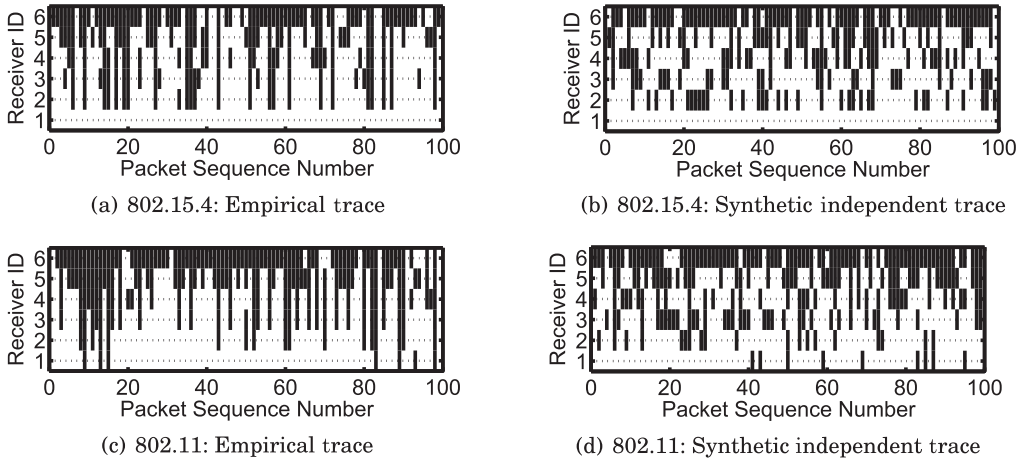 Receiver ID
6
5
4
3
2
1
0 20 40 60 80 100
Packet Sequence Number
(a) 802.15.4: Empirical trace
Receiver ID
6
5
4
3
2
1
0 20 40 60 80 100
Packet Sequence Number
(b) 802.15.4: Synthetic independent trace
Receiver ID
6
5
4
3
2
1
0 20 40 60 80 100
Packet Sequence Number
(c) 802.11: Empirical trace
Receiver ID
6
5
4
3
2
1
0 20 40 60 80 100
Packet Sequence Number
(d) 802.11: Synthetic independent trace